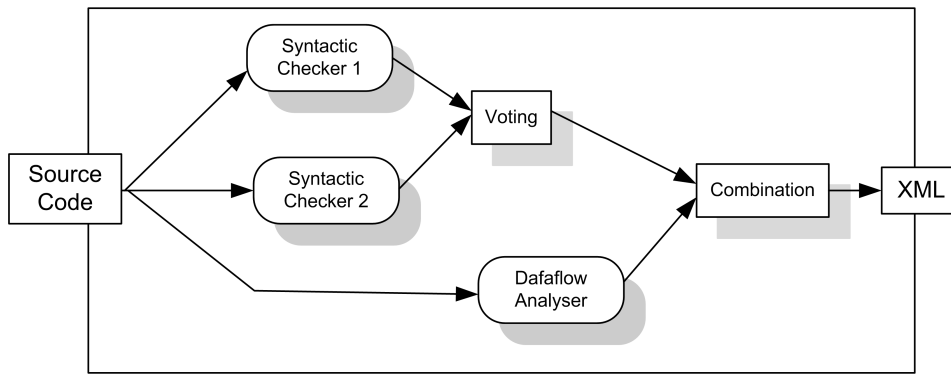 Syntactic
Checker 1
Voting
Source
Code
Syntactic
Checker 2
Combination
XML
Dafaflow
Analyser